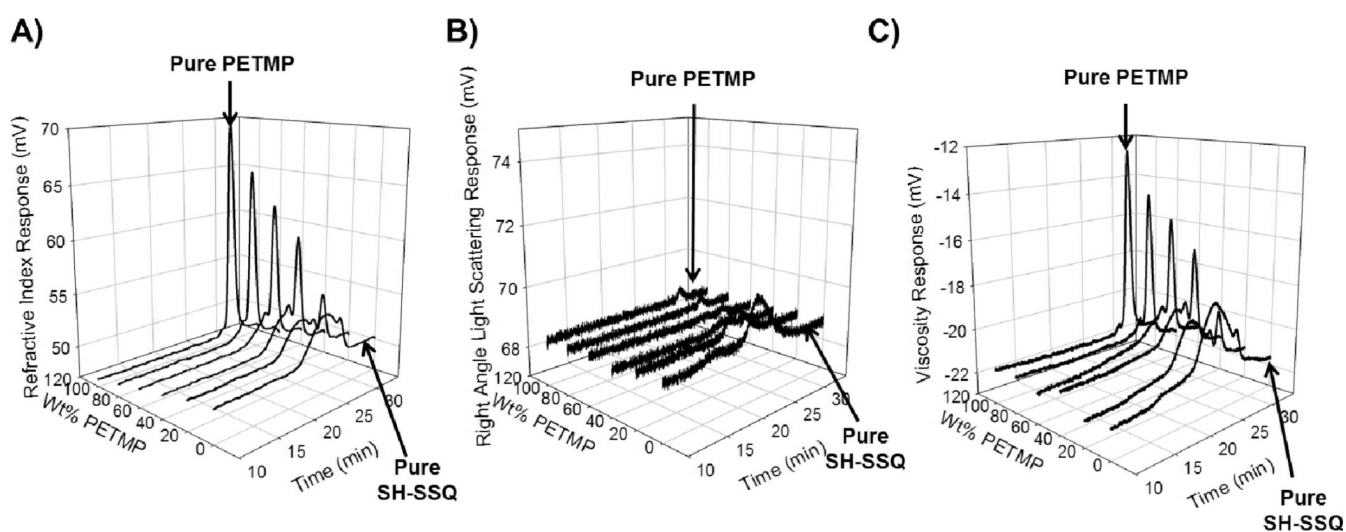 A)
Pure PETMP
Refractive Index Response (mV)
70
65
60
55
50
120
100
80
60
40
20
0
Wt% PETMP
10
15
20
25
30
Time (min)
Pure
SH-SSQ
B)
Pure PETMP
Right Angle Light Scattering Response (mV)
74
72
70
68
120
100
80
60
40
20
0
Wt% PETMP
10
15
20
25
30
Time (min)
Pure
SH-SSQ
C)
Pure PETMP
Viscosity Response (mV)
-12
-14
-16
-18
-20
-22
120
100
80
60
40
20
0
Wt% PETMP
10
15
20
25
30
Time (min)
Pure
SH-SSQ